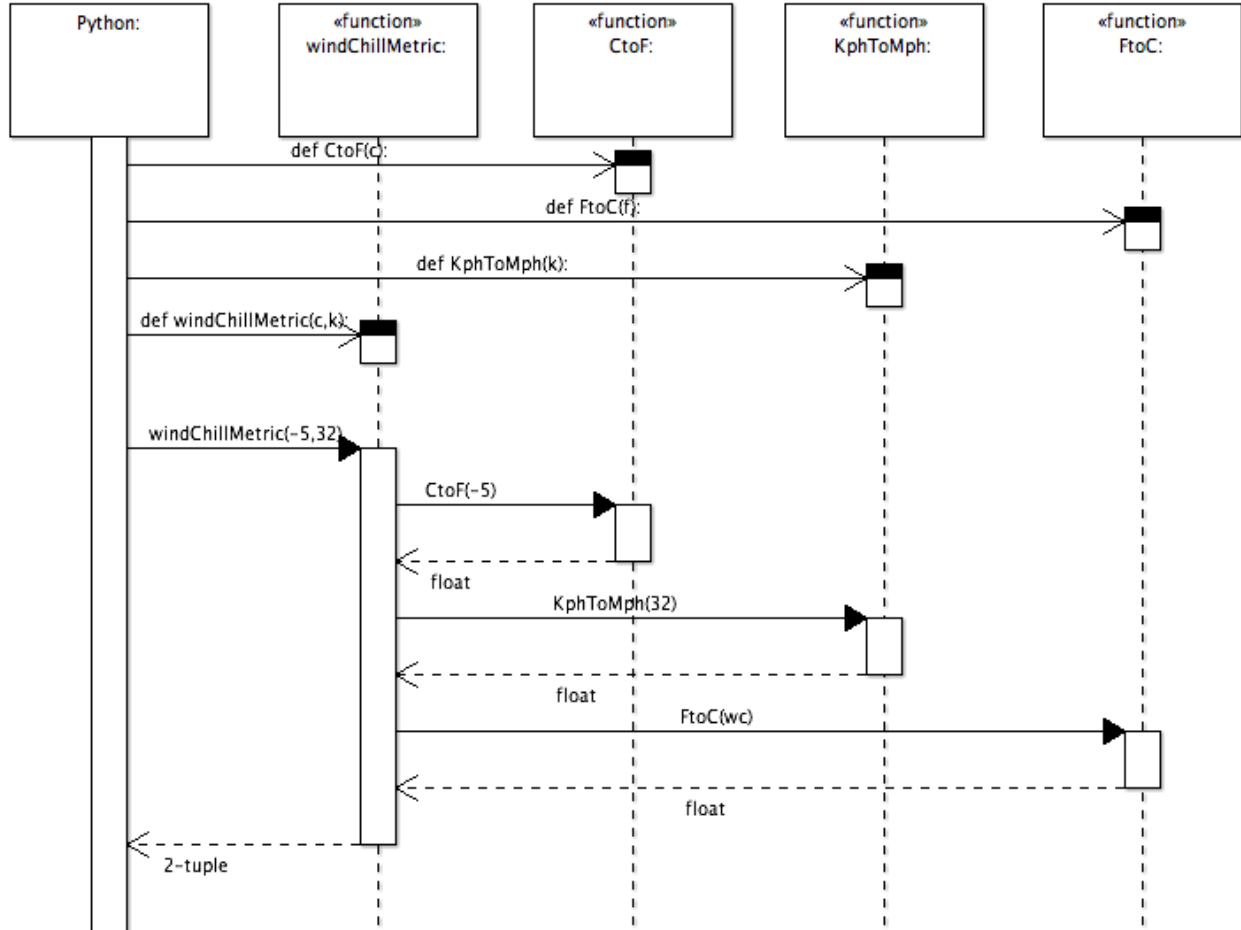 Python:
«function»
windChillMetric:
«function»
CtoF:
«function»
KphToMph:
«function»
FtoC:
def CtoF(c):
def FtoC(f):
def KphToMph(k):
def windChillMetric(c,k):
windChillMetric(-5,32)
CtoF(-5)
float
KphToMph(32)
float
FtoC(wc)
float
2-tuple